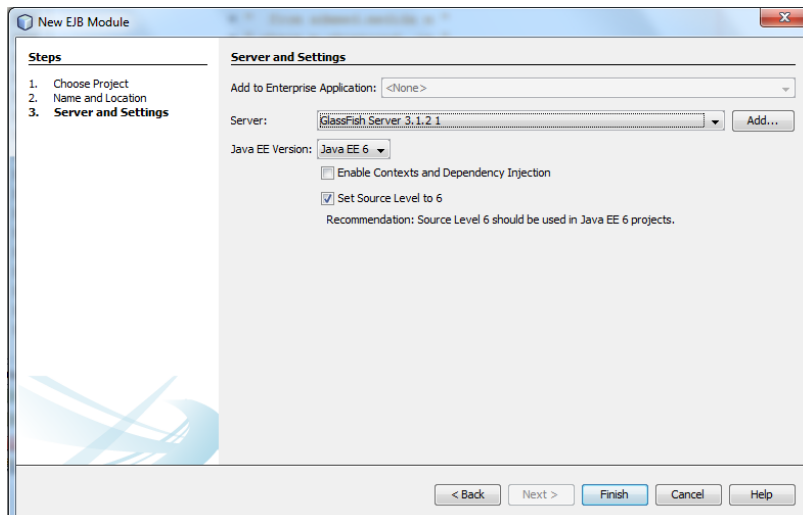 New EJB Module
Steps
1. Choose Project
2. Name and Location
3. Server and Settings
Server and Settings
Add to Enterprise Application: <None>
Server: GlassFish Server 3.1.2 1 Add...
Java EE Version: Java EE 6
Enable Contexts and Dependency Injection
Set Source Level to 6
Recommendation: Source Level 6 should be used in Java EE 6 projects.
< Back Next > Finish Cancel Help